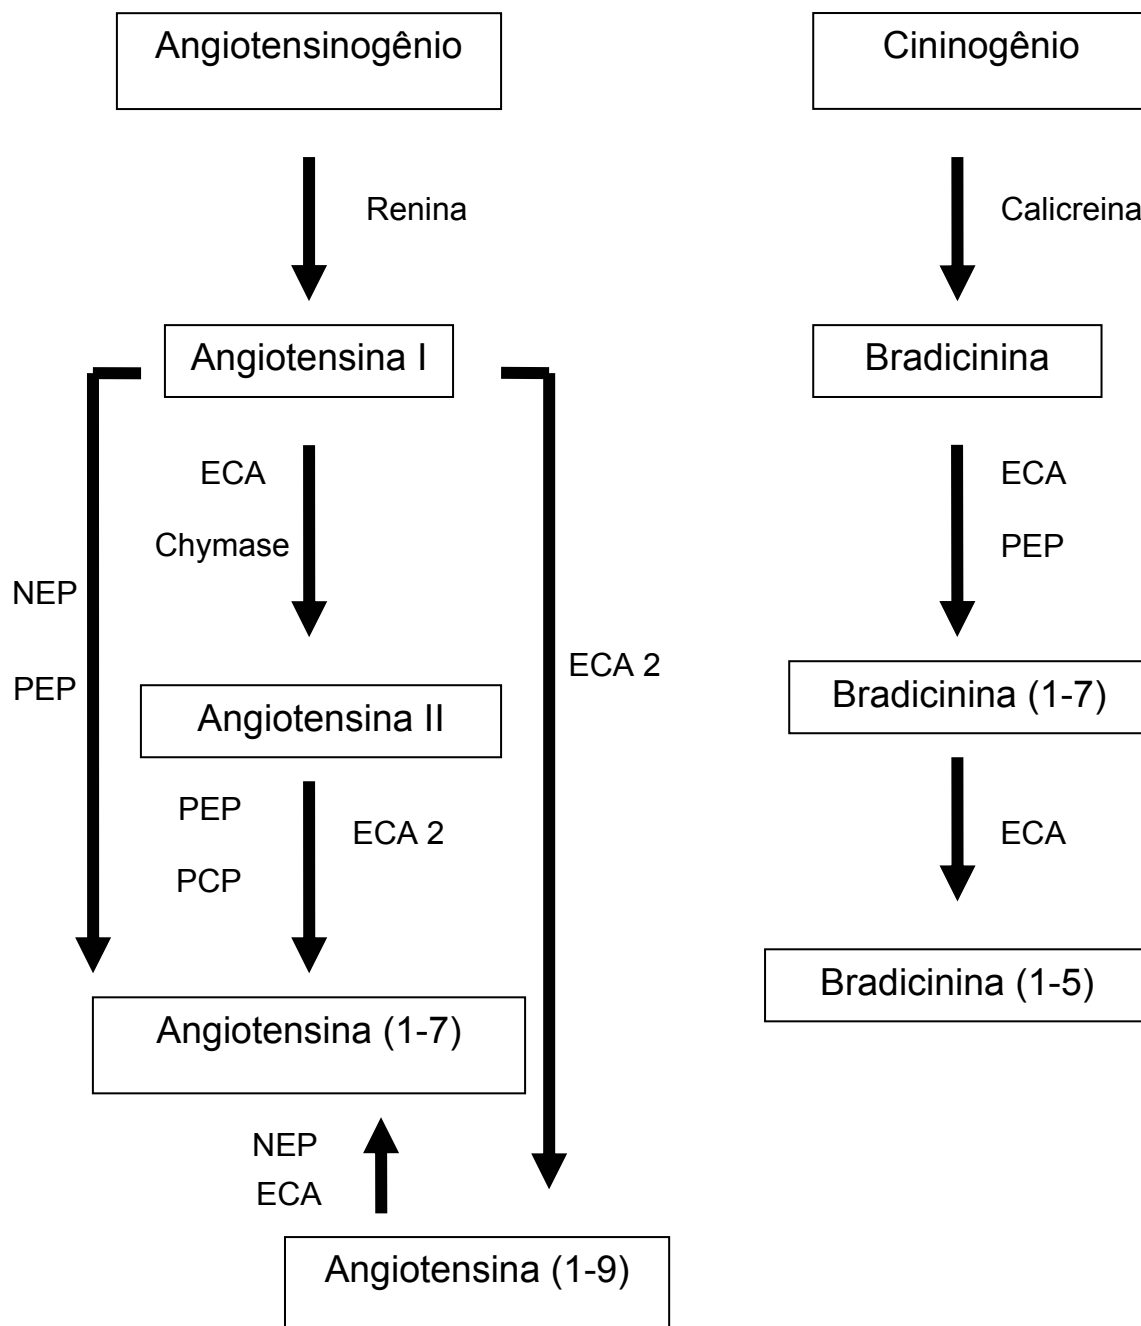 Angiotensinogênio
Cininogênio
Renina
Calicreina
Angiotensina I
Bradicinina
ECA
ECA
Chymase
PEP
NEP
ECA 2
PEP
Angiotensina II
Bradicinina (1-7)
PEP
ECA 2
ECA
PCP
Bradicinina (1-5)
Angiotensina (1-7)
NEP
ECA
Angiotensina (1-9)